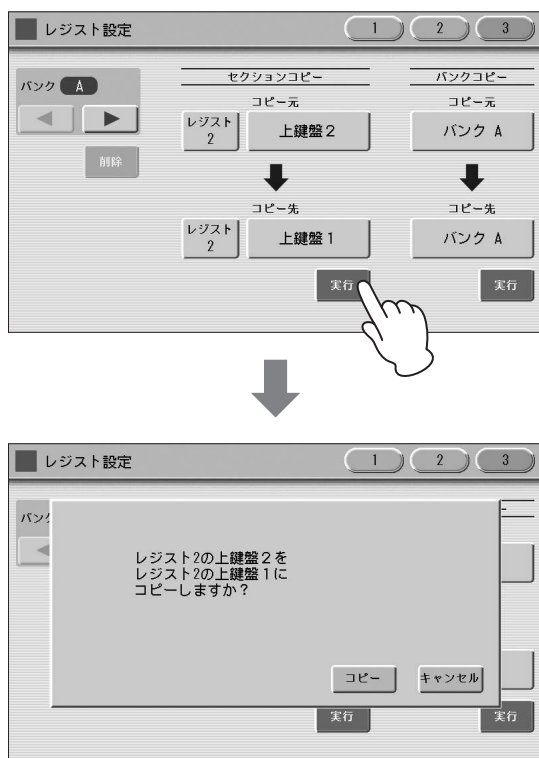 レジスト設定
1
2
3
バンク A
削除
セクションコピー
コピー元
レジスト
2
上鍵盤2
コピー先
レジスト
2
上鍵盤1
実行
バンクコピー
コピー元
バンク A
コピー先
バンク A
実行
レジスト設定
1
2
3
バンク
レジスト2の上鍵盤2を
レジスト2の上鍵盤1に
コピーしますか?
コピー
キャンセル
実行
実行